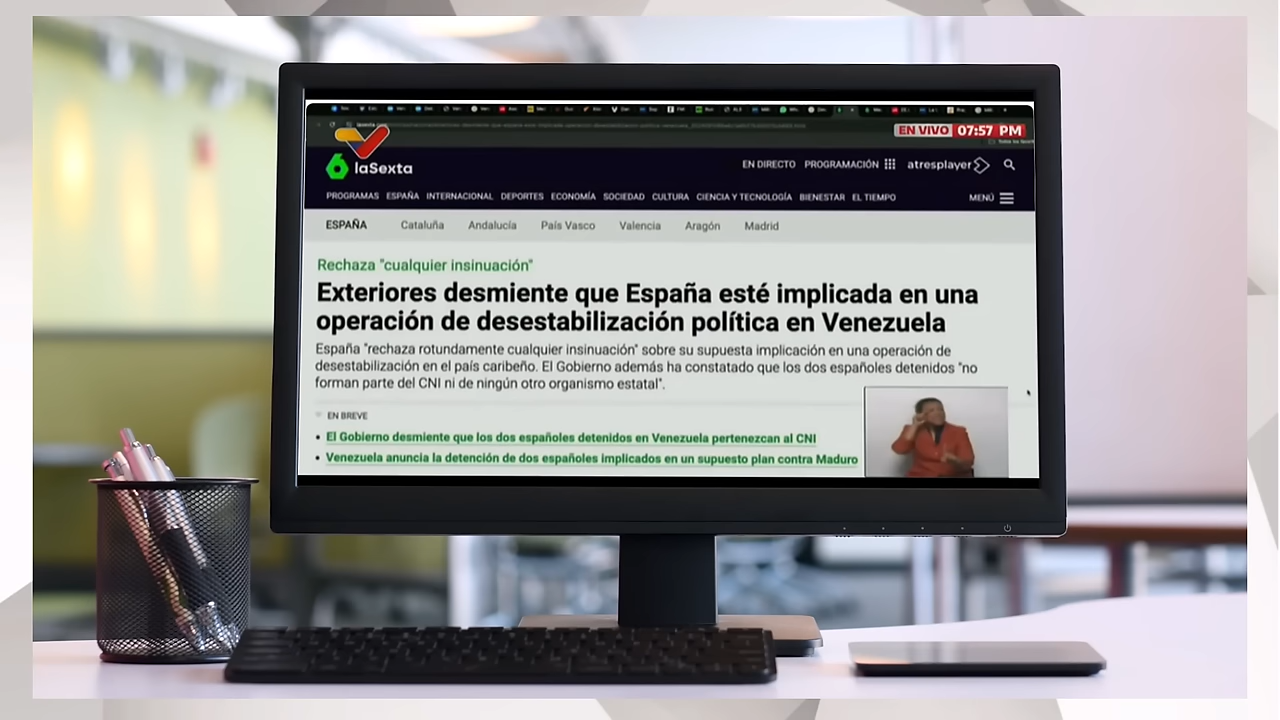 EN VIVO 07:57 PM
6 laSexta
EN DIRECTO PROGRAMACIÓN atresplayer
PROGRAMAS ESPAÑA INTERNACIONAL DEPORTES ECONOMÍA SOCIEDAD CULTURA CIENCIA Y TECNOLOGÍA BIENESTAR EL TIEMPO MENÚ
ESPAÑA Cataluña Andalucía País Vasco Valencia Aragón Madrid
Rechaza "cualquier insinuación"
Exteriores desmiente que España esté implicada en una
operación de desestabilización política en Venezuela
España "rechaza rotundamente cualquier insinuación" sobre su supuesta implicación en una operación de
desestabilización en el país caribeño. El Gobierno además ha constatado que los dos españoles detenidos "no
forman parte del CNI ni de ningún otro organismo estatal".
EN BREVE
• El Gobierno desmiente que los dos españoles detenidos en Venezuela pertenezcan al CNI
• Venezuela anuncia la detención de dos españoles implicados en un supuesto plan contra Maduro